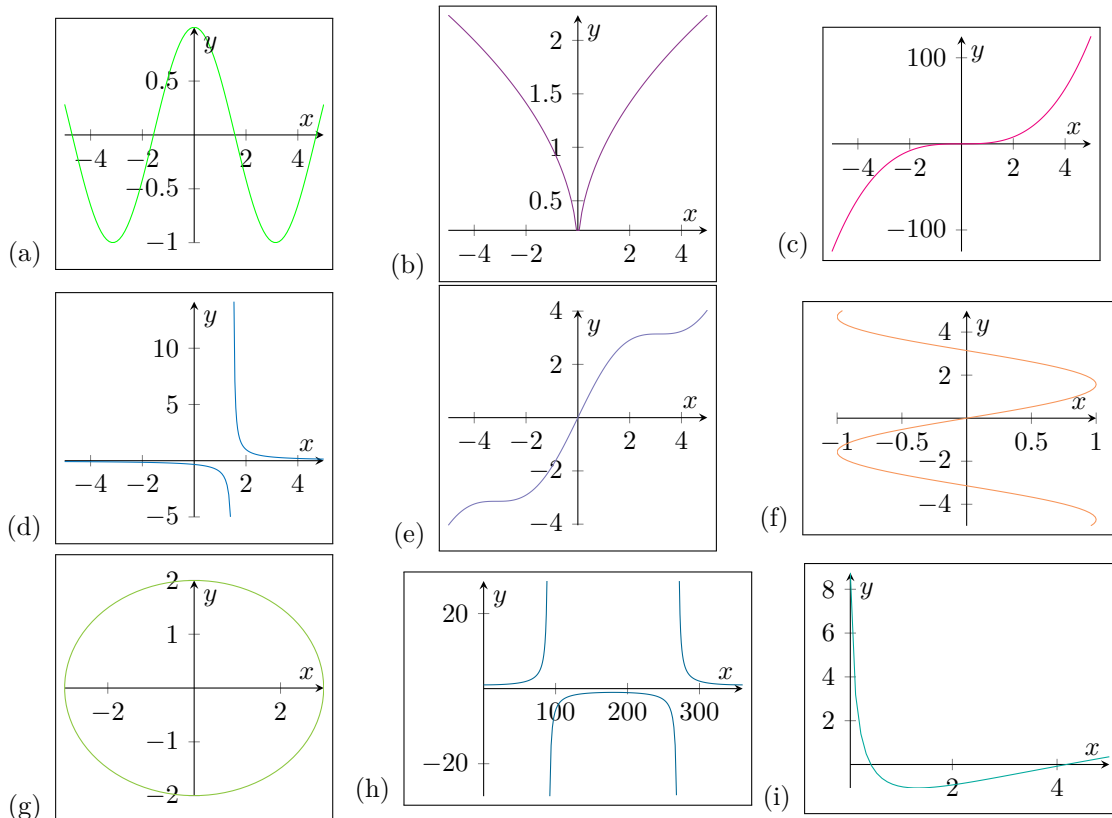 y
0.5
x
−4 −2 2 4
−0.5
−1
(a)
y
2
1.5
1
0.5
x
−4 −2 2 4
(b)
y
100
x
−4 −2 2 4
−100
(c)
y
10
5
x
−4 −2 2 4
−5
(d)
4
y
2
x
−4 −2 2 4
−2
−4
(e)
y
4
2
x
−1 −0.5 0.5 1
−2
−4
(f)
2
y
1
x
−2 2
−1
−2
(g)
y
20
x
100 200 300
−20
(h)
8
y
6
4
2
x
2 4
(i)